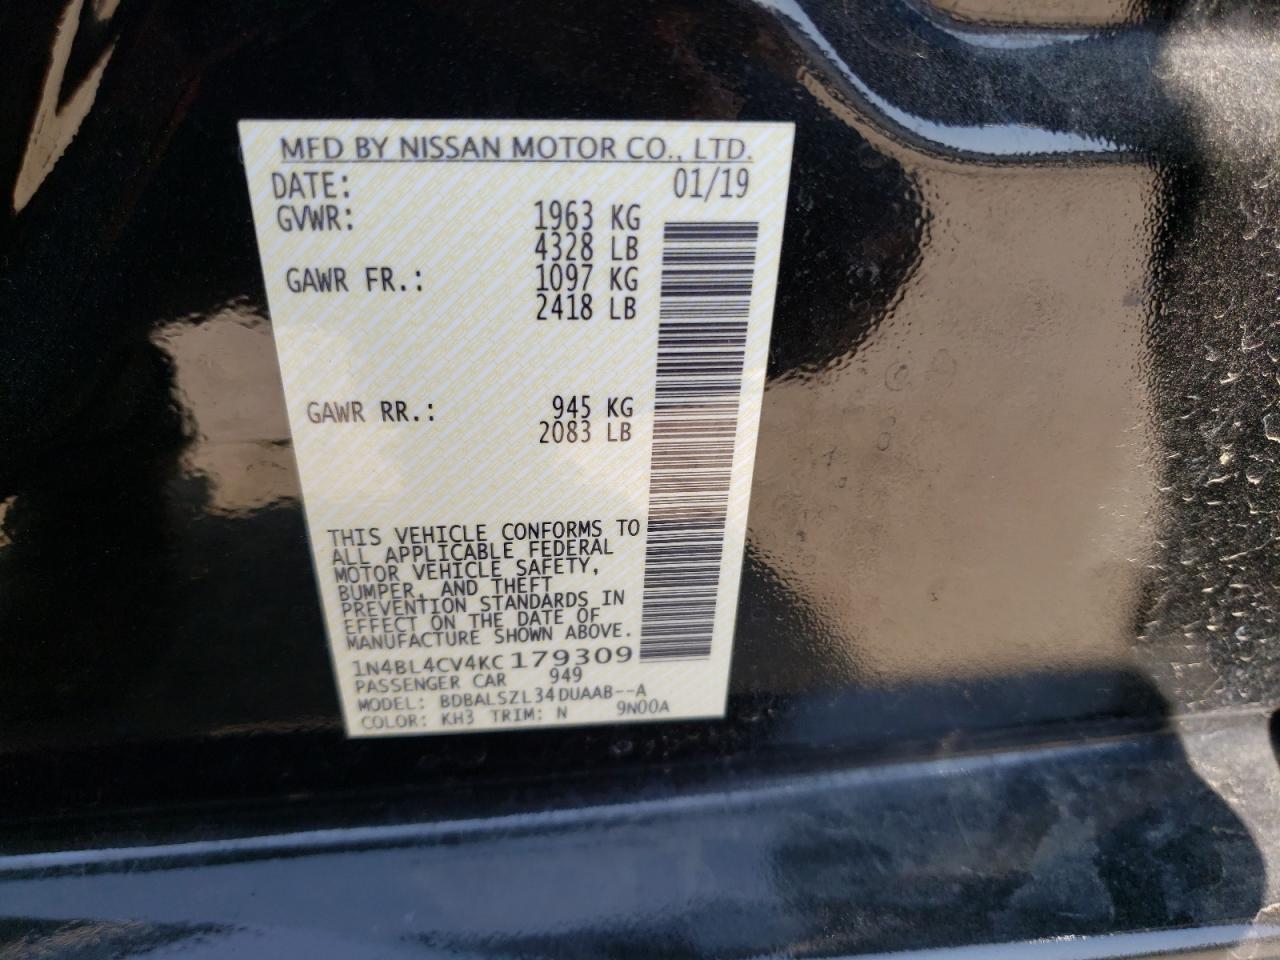 MFD BY NISSAN MOTOR CO., LTD.
DATE: 01/19
GVWR: 1963 KG
4328 LB
GAWR FR.: 1097 KG
2418 LB
GAWR RR.: 945 KG
2083 LB
THIS VEHICLE CONFORMS TO
ALL APPLICABLE FEDERAL
MOTOR VEHICLE SAFETY,
BUMPER, AND THEFT
PREVENTION STANDARDS IN
EFFECT ON THE DATE OF
MANUFACTURE SHOWN ABOVE.
1N4BL4CV4KC179309
PASSENGER CAR 949
MODEL: BDBALSZL34DUAAB--A
COLOR: KH3 TRIM: N 9N00A